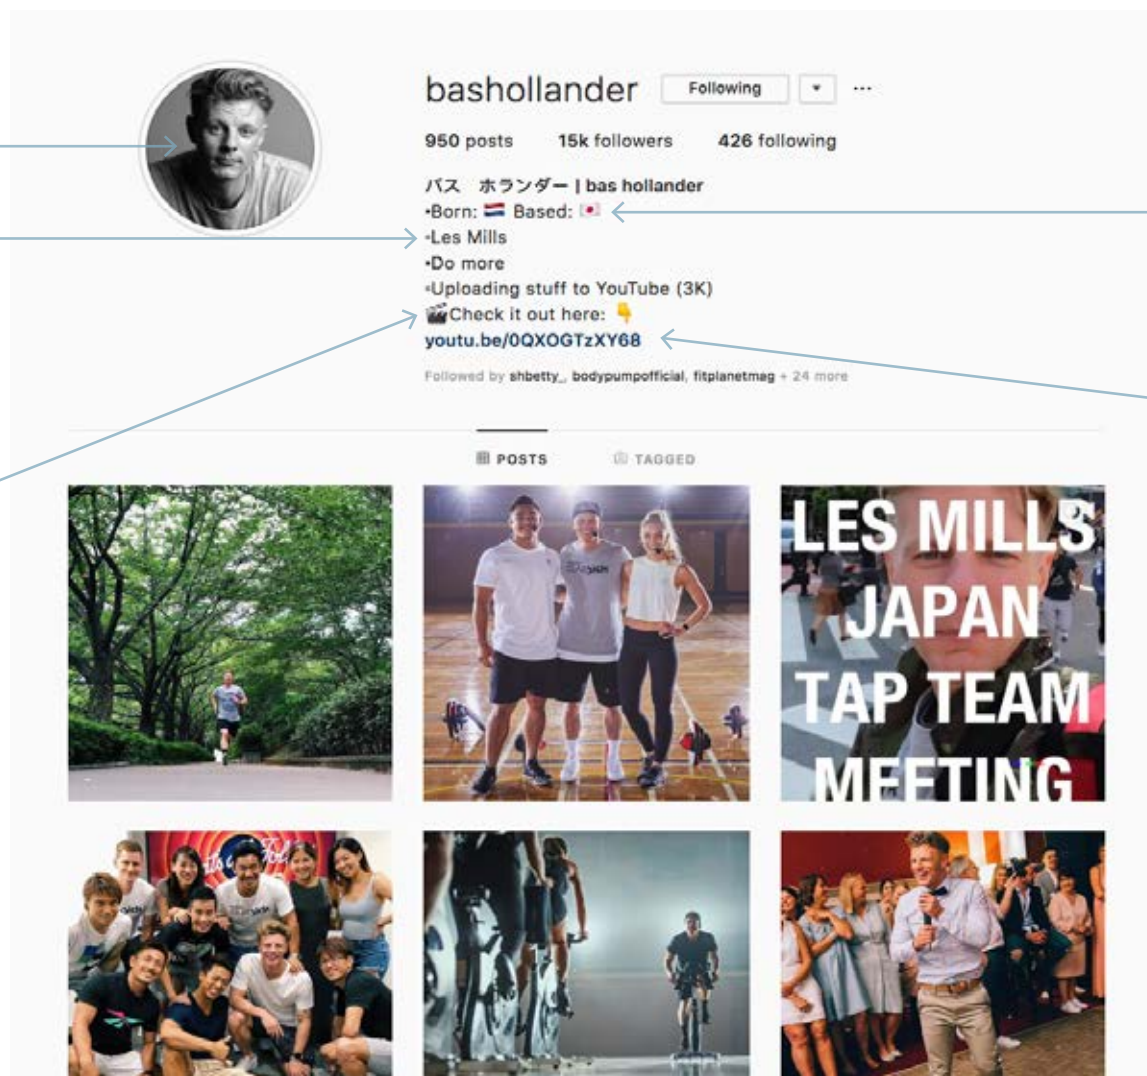 bashollander Following ...
950 posts 15k followers 426 following
バス ホランダー | bas hollander
•Born: 🇳🇱 Based: 🇯🇵
•Les Mills
•Do more
•Uploading stuff to YouTube (3K)
🎬Check it out here: 👇
youtu.be/0QXOGTzXY68
Followed by shbetty_, bodypumpofficial, fitplanetmag + 24 more
POSTS TAGGED
LES MILLS
JAPAN
TAP TEAM
MEETING